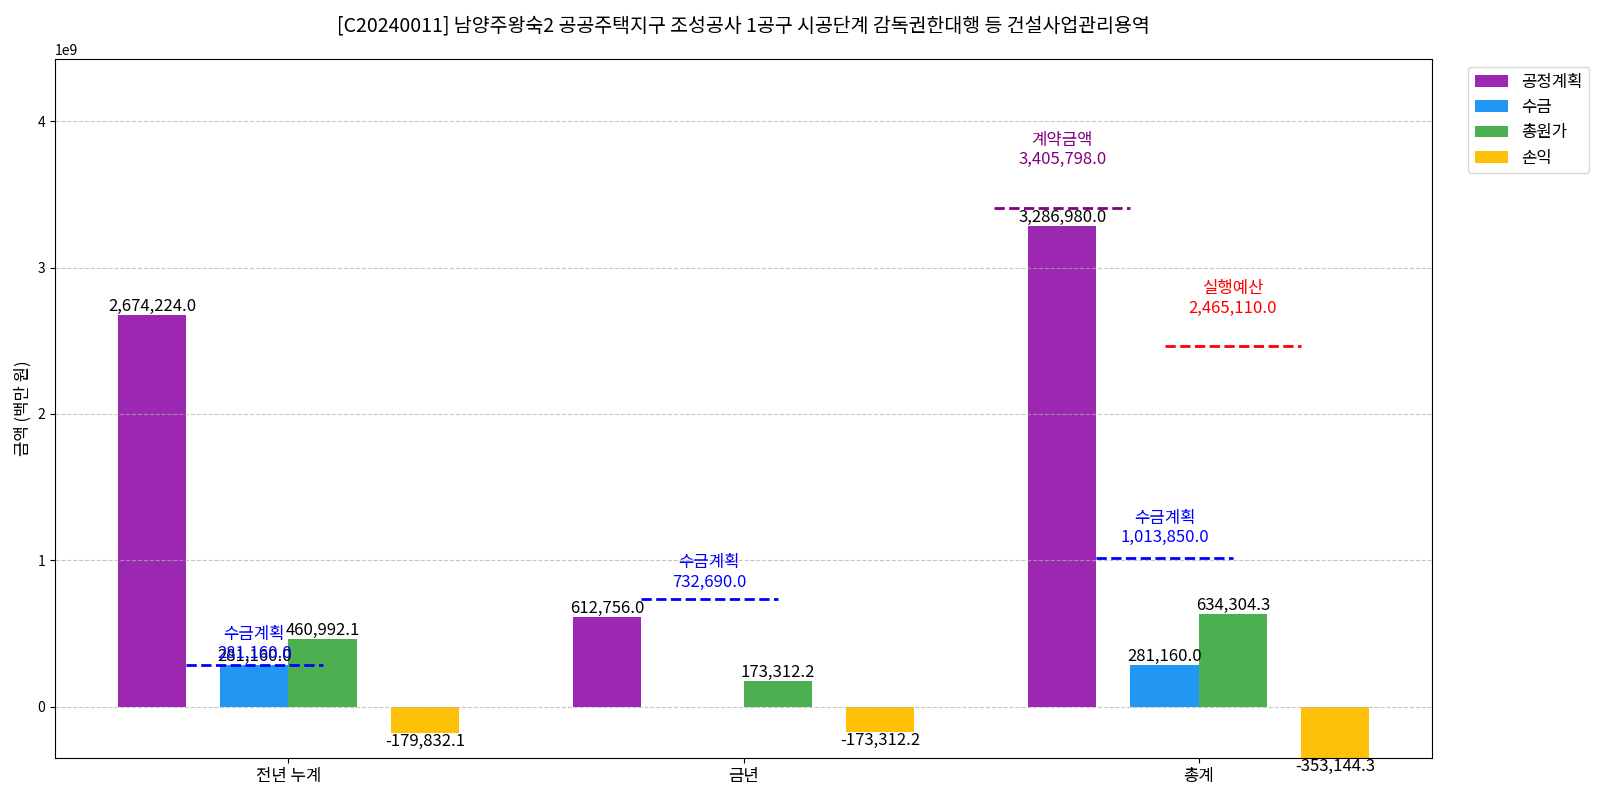 [C20240011] 남양주왕숙2 공공주택지구 조성공사 1공구 시공단계 감독권한대행 등 건설사업관리용역
1e9
공정계획
수금
총원가
손익
금액 (백만 원)
4
3
2
1
0
계약금액
3,405,798.0
3,286,980.0
실행예산
2,465,110.0
2,674,224.0
수금계획
1,013,850.0
수금계획
732,690.0
612,756.0
634,304.3
수금계획
281,160.0
281,160.0
460,992.1
281,160.0
173,312.2
-179,832.1
-173,312.2
-353,144.3
전년 누계
금년
총계